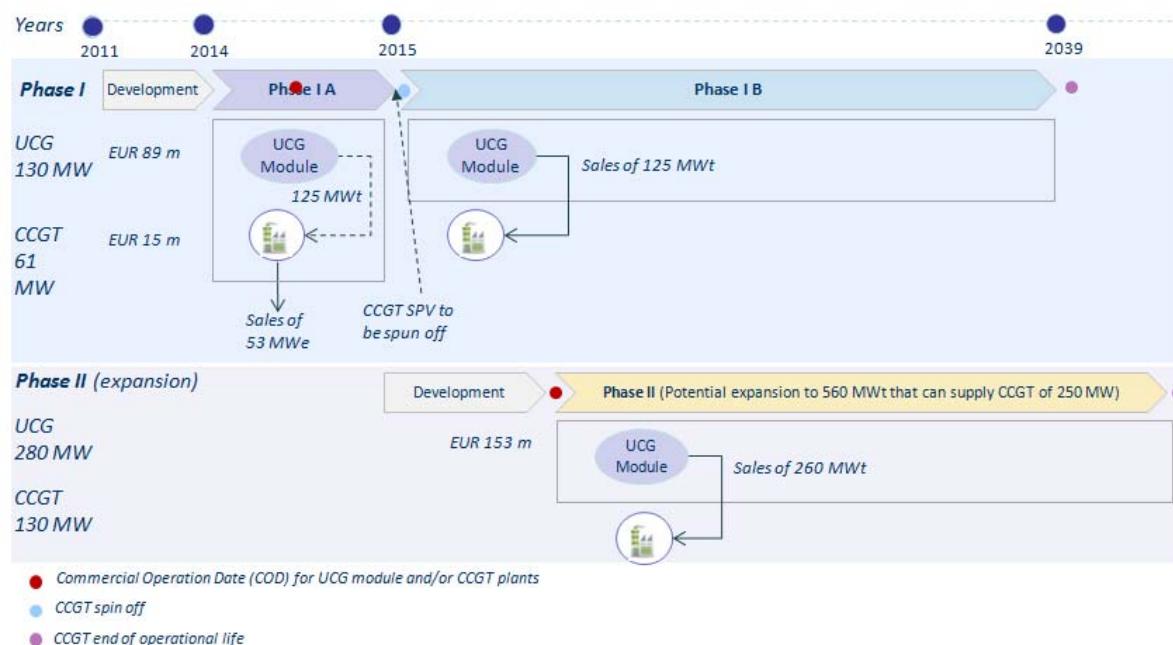 Years
2011
2014
2015
2039
Phase I
Development
Phase I A
Phase I B
UCG
130 MW
EUR 89 m
UCG
Module
125 MWt
UCG
Module
Sales of 125 MWt
CCGT
61
MW
EUR 15 m
Sales of
53 MWe
CCGT SPV to
be spun off
Phase II (expansion)
Development
Phase II (Potential expansion to 560 MWt that can supply CCGT of 250 MW)
UCG
280 MW
EUR 153 m
UCG
Module
Sales of 260 MWt
CCGT
130 MW
Commercial Operation Date (COD) for UCG module and/or CCGT plants
CCGT spin off
CCGT end of operational life